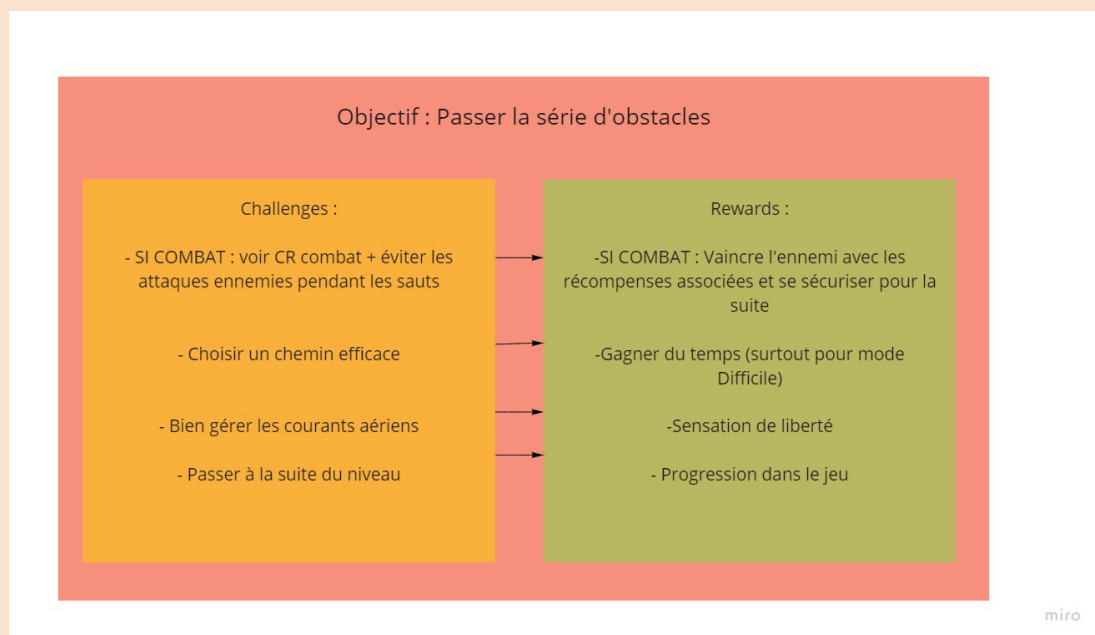 Objectif : Passer la série d'obstacles
Challenges :
- SI COMBAT : voir CR combat + éviter les
attaques ennemies pendant les sauts
- Choisir un chemin efficace
- Bien gérer les courants aériens
- Passer à la suite du niveau
Rewards :
-SI COMBAT : Vaincre l'ennemi avec les
récompenses associées et se sécuriser pour la
suite
-Gagner du temps (surtout pour mode
Difficile)
-Sensation de liberté
- Progression dans le jeu
miro